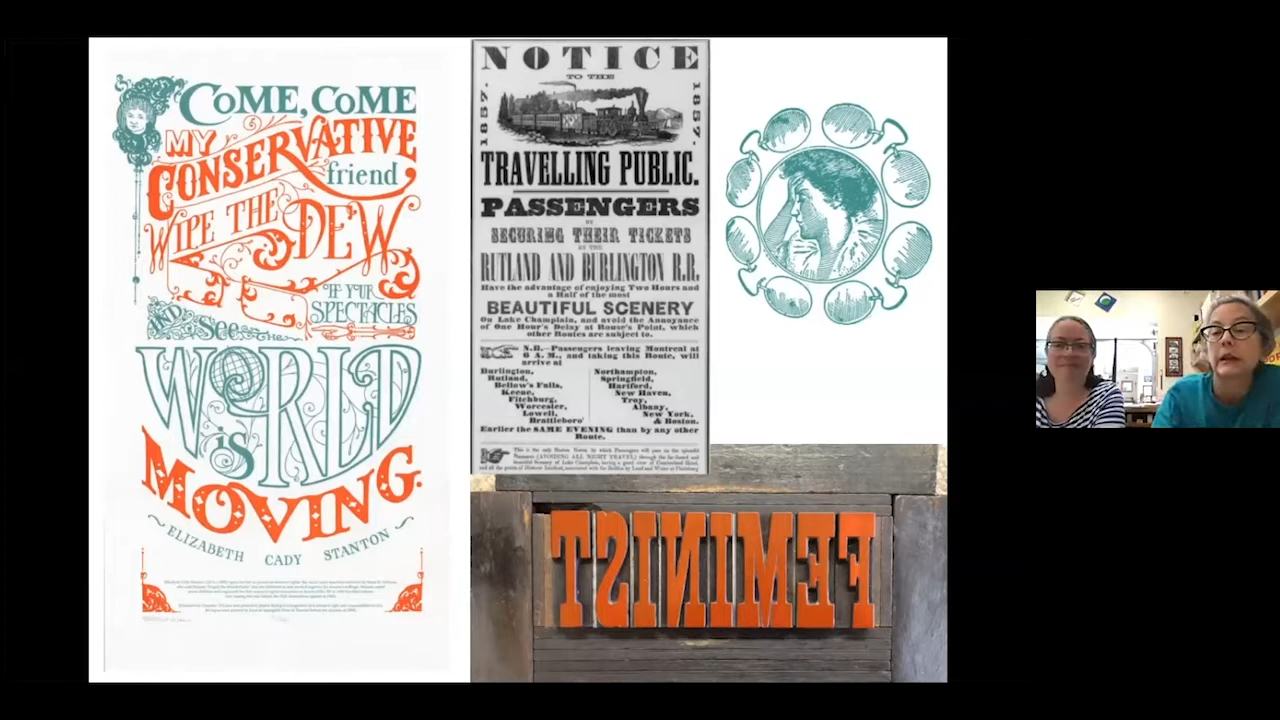 COME, COME
MY
CONSERVATIVE
friend
WIPE THE DEW
OFF YOUR
SPECTACLES
AND See THE
WORLD
is
MOVING.
ELIZABETH CADY STANTON
NOTICE
TO THE
1857. 1857.
TRAVELLING PUBLIC.
PASSENGERS
BY
SECURING THEIR TICKETS
BY THE
RUTLAND AND BURLINGTON R.R.
Have the advantage of enjoying Two Hours and
a Half of the most
BEAUTIFUL SCENERY
On Lake Champlain, and avoid the Annoyance
of One Hour's Delay at Rouse's Point, which
other Routes are subject to.
N.B.—Passengers leaving Montreal at
6 A.M., and taking this Route, will
arrive at
Burlington,
Rutland,
Bellow's Falls,
Keene,
Fitchburg,
Worcester,
Lowell,
Brattleboro'
Northampton,
Springfield,
Hartford,
New Haven,
Troy,
Albany,
New York,
& Boston.
Earlier the SAME EVENING than by any other
Route.
FEMINIST